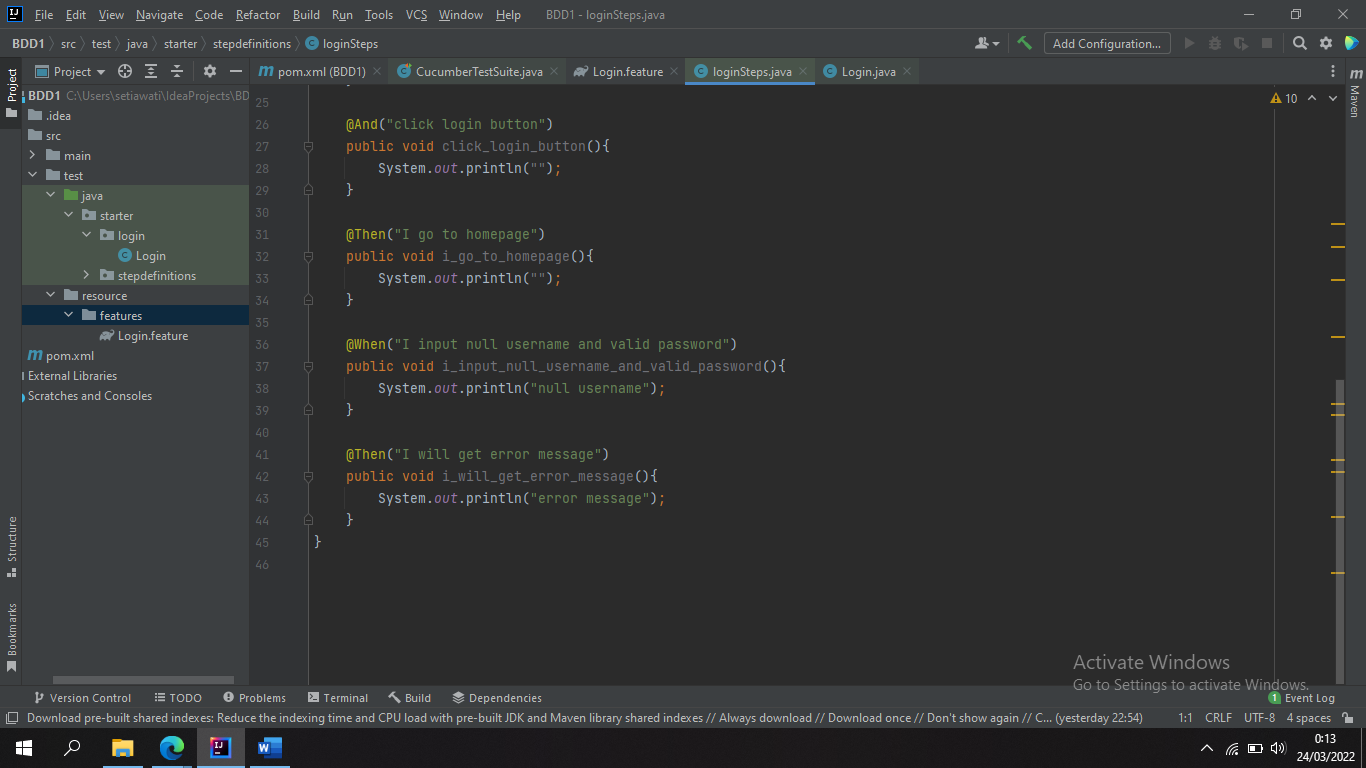 File Edit View Navigate Code Refactor Build Run Tools VCS Window Help BDD1 - loginSteps.java
BDD1 src test java starter stepdefinitions loginSteps Add Configuration...
Project pom.xml (BDD1) CucumberTestSuite.java Login.feature loginSteps.java Login.java
Project
Maven
BDD1 C:\Users\setiawati\IdeaProjects\BD
.idea
src
main
test
java
starter
login
Login
stepdefinitions
resource
features
Login.feature
pom.xml
External Libraries
Scratches and Consoles
10
25
26 @And("click login button")
27 public void click_login_button(){
28 System.out.println("");
29 }
30
31 @Then("I go to homepage")
32 public void i_go_to_homepage(){
33 System.out.println("");
34 }
35
36 @When("I input null username and valid password")
37 public void i_input_null_username_and_valid_password(){
38 System.out.println("null username");
39 }
40
41 @Then("I will get error message")
42 public void i_will_get_error_message(){
43 System.out.println("error message");
44 }
45 }
46
Structure
Bookmarks
Activate Windows
Go to Settings to activate Windows.
Version Control TODO Problems Terminal Build Dependencies 1 Event Log
Download pre-built shared indexes: Reduce the indexing time and CPU load with pre-built JDK and Maven library shared indexes // Always download // Download once // Don't show again // C... (yesterday 22:54) 1:1 CRLF UTF-8 4 spaces
0:13
24/03/2022